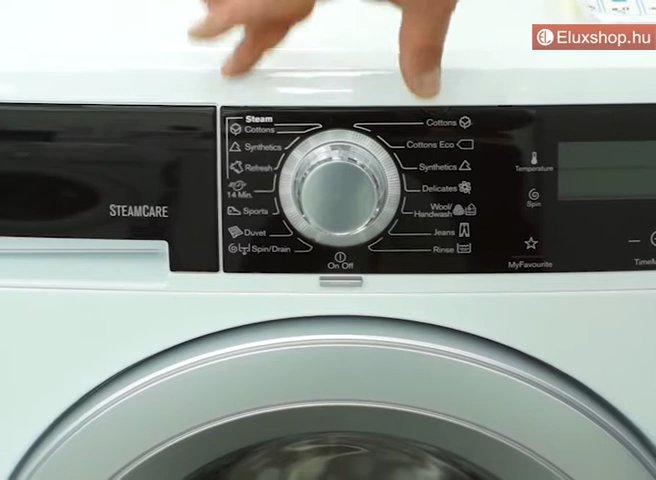 EL Eluxshop.hu
Steam
Cottons
Synthetics
Refresh
14 Min.
Sports
Duvet
Spin/Drain
Cottons
Cottons Eco
Synthetics
Delicates
Wool/
Handwash
Jeans
Rinse
On Off
STEAMCARE
Temperature
Spin
MyFavourite